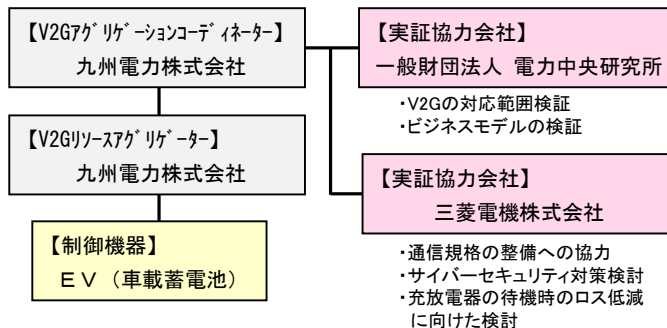 【V2Gｱｸﾞﾘｹﾞｰｼｮﾝｺｰﾃﾞｨﾈｰﾀｰ】
九州電力株式会社
【V2Gﾘｿｰｽｱｸﾞﾘｹﾞｰﾀｰ】
九州電力株式会社
【制御機器】
ＥＶ（車載蓄電池）
【実証協力会社】
一般財団法人 電力中央研究所
・V2Gの対応範囲検証
・ビジネスモデルの検証
【実証協力会社】
三菱電機株式会社
・通信規格の整備への協力
・サイバーセキュリティ対策検討
・充放電器の待機時のロス低減
に向けた検討